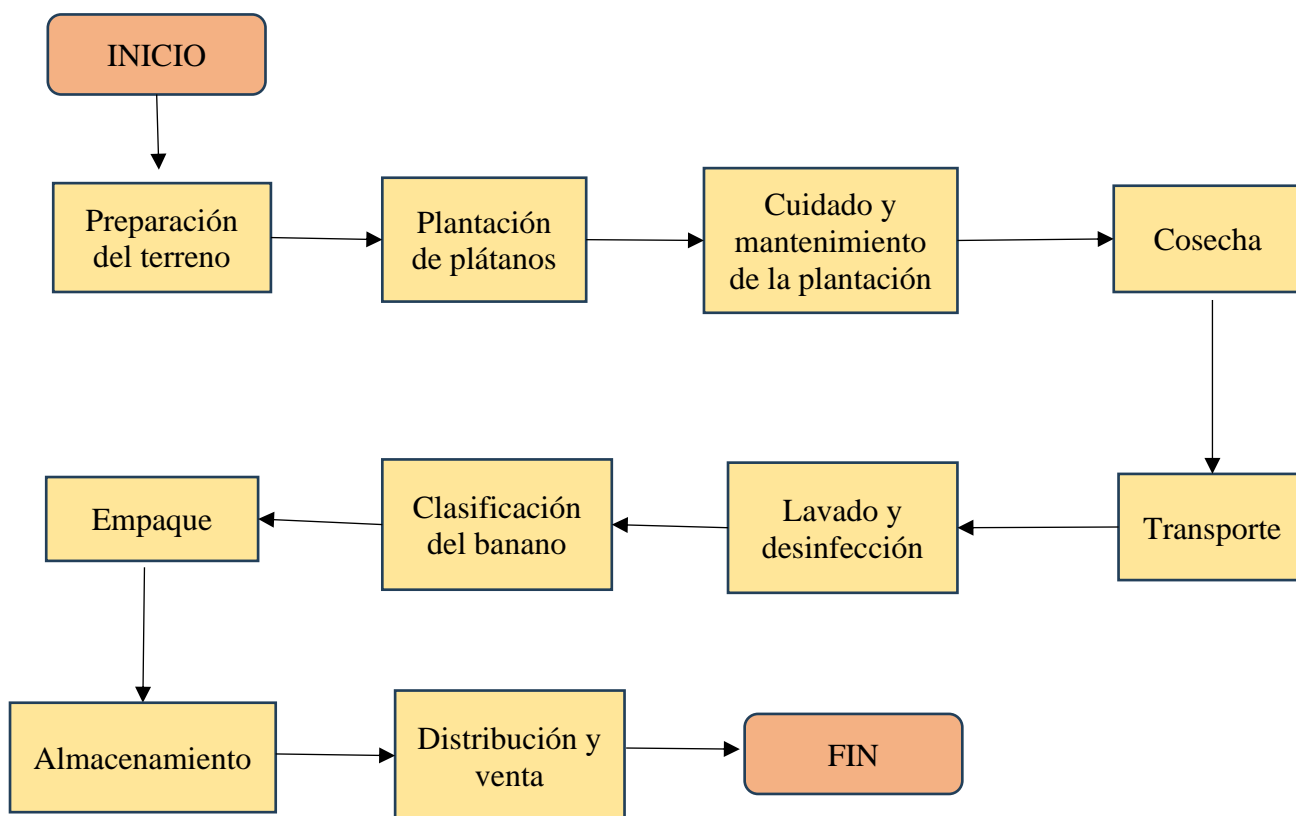 INICIO
Preparación
del terreno
Plantación
de plátanos
Cuidado y
mantenimiento
de la plantación
Cosecha
Transporte
Lavado y
desinfección
Clasificación
del banano
Empaque
Almacenamiento
Distribución y
venta
FIN